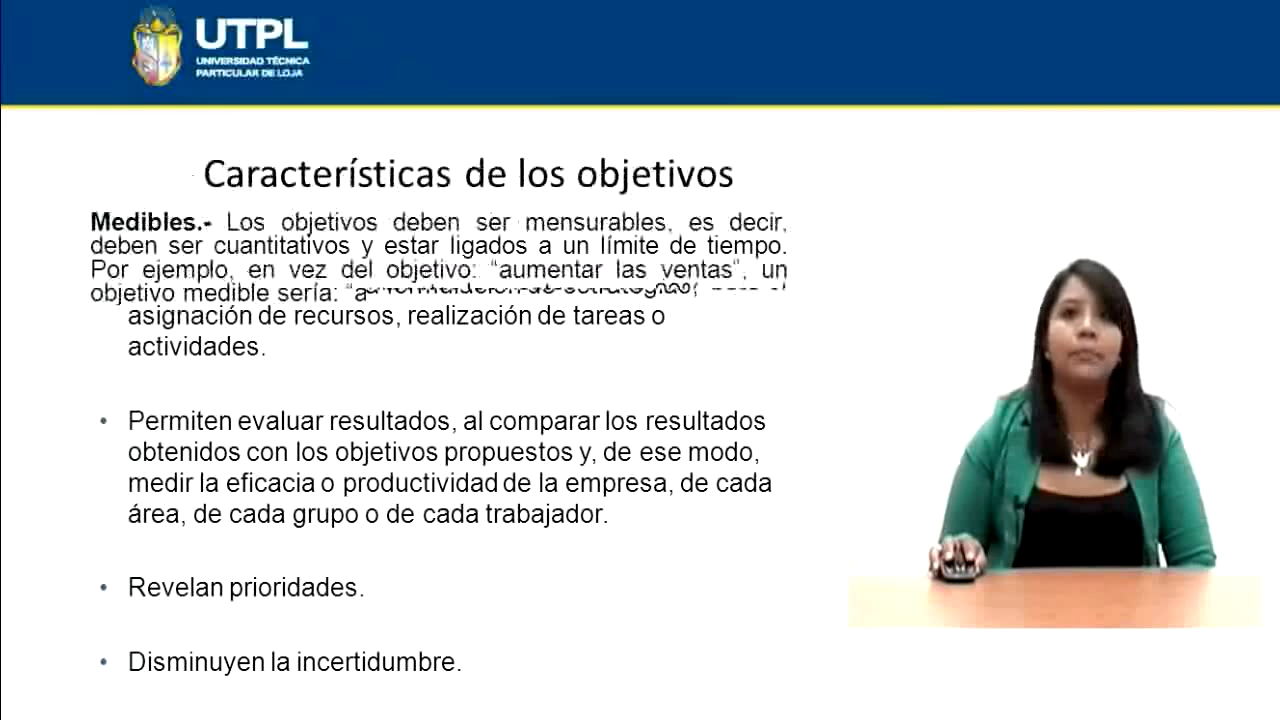 UTPL
UNIVERSIDAD TÉCNICA
PARTICULAR DE LOJA
Características de los objetivos
Medibles.- Los objetivos deben ser mensurables, es decir,
deben ser cuantitativos y estar ligados a un límite de tiempo.
Por ejemplo, en vez del objetivo: “aumentar las ventas”, un
objetivo medible sería: “a
asignación de recursos, realización de tareas o
actividades.
• Permiten evaluar resultados, al comparar los resultados
obtenidos con los objetivos propuestos y, de ese modo,
medir la eficacia o productividad de la empresa, de cada
área, de cada grupo o de cada trabajador.
• Revelan prioridades.
• Disminuyen la incertidumbre.